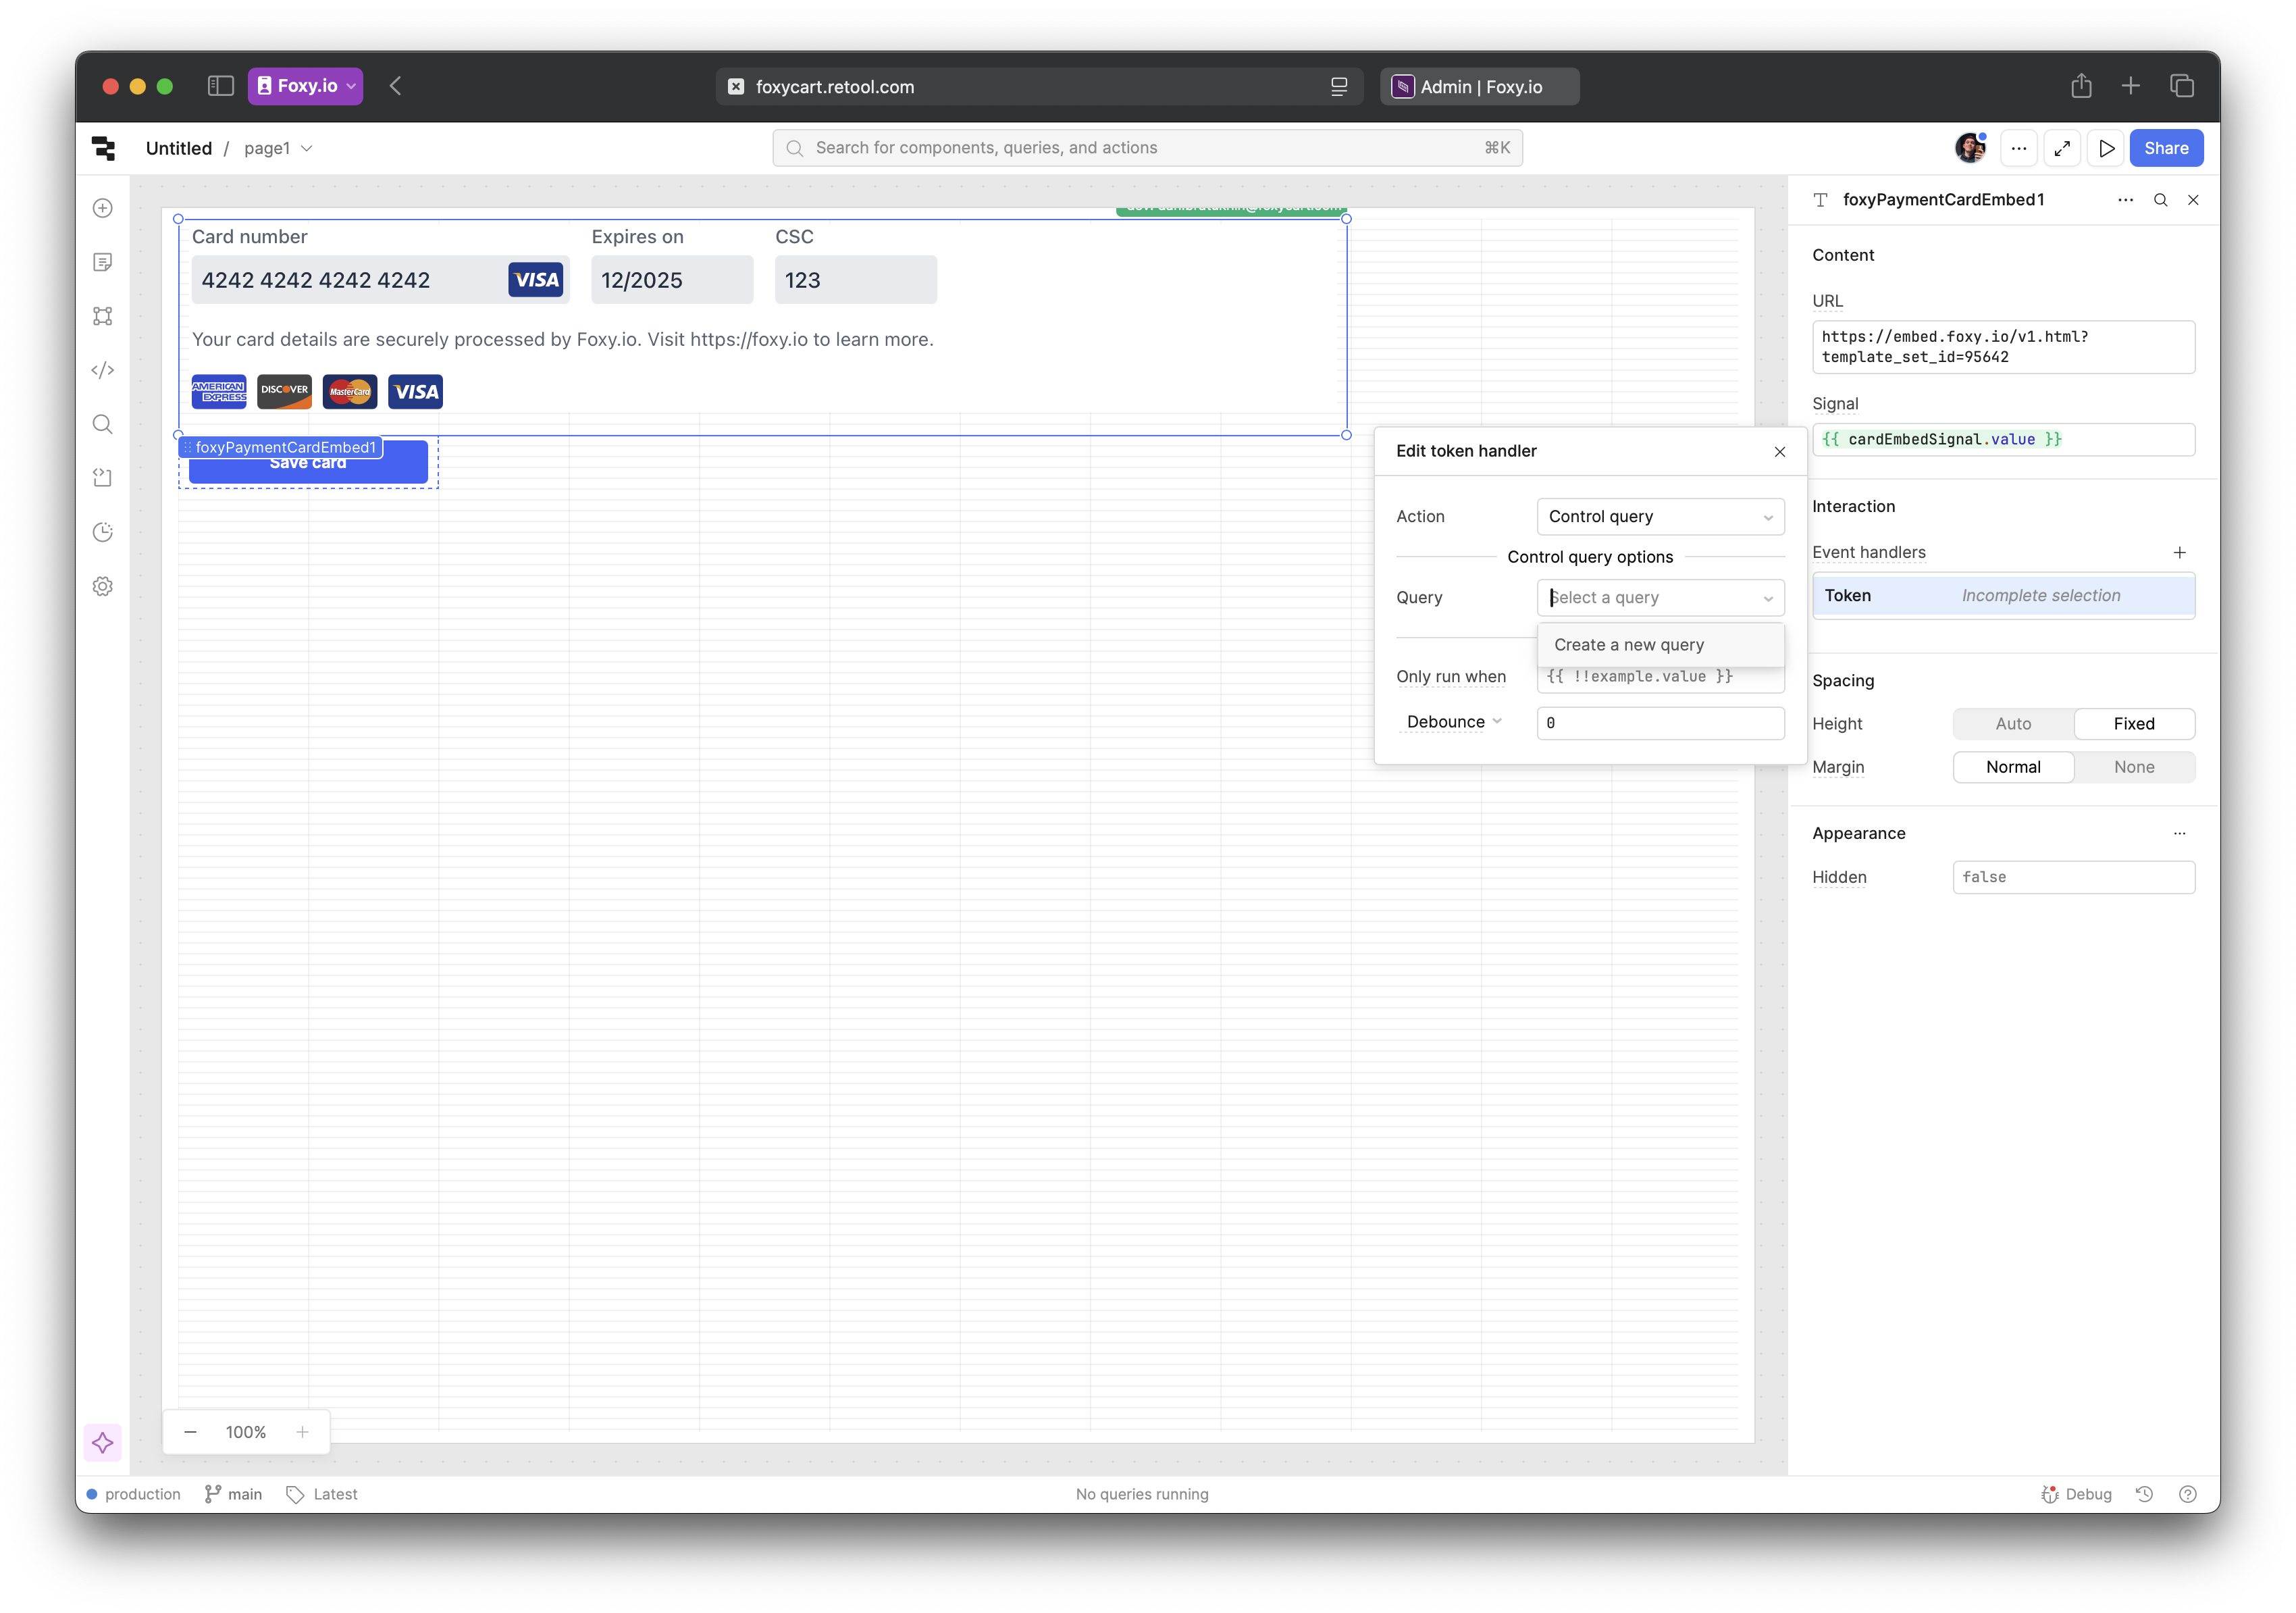 Foxy.io
foxycart.retool.com
Admin | Foxy.io
Untitled / page1
Search for components, queries, and actions
⌘K
Share
foxyPaymentCardEmbed1
Content
URL
https://embed.foxy.io/v1.html?
template_set_id=95642
Signal
{{ cardEmbedSignal.value }}
Interaction
Event handlers
Token
Incomplete selection
Spacing
Height
Auto
Fixed
Margin
Normal
None
Appearance
Hidden
false
Card number
Expires on
CSC
4242 4242 4242 4242
VISA
12/2025
123
Your card details are securely processed by Foxy.io. Visit https://foxy.io to learn more.
AMERICAN
EXPRESS
DISCOVER
MasterCard
VISA
foxyPaymentCardEmbed1
Save card
Edit token handler
Action
Control query
Control query options
Query
Select a query
Create a new query
Only run when
{{ !!example.value }}
Debounce
0
100%
production
main
Latest
No queries running
Debug